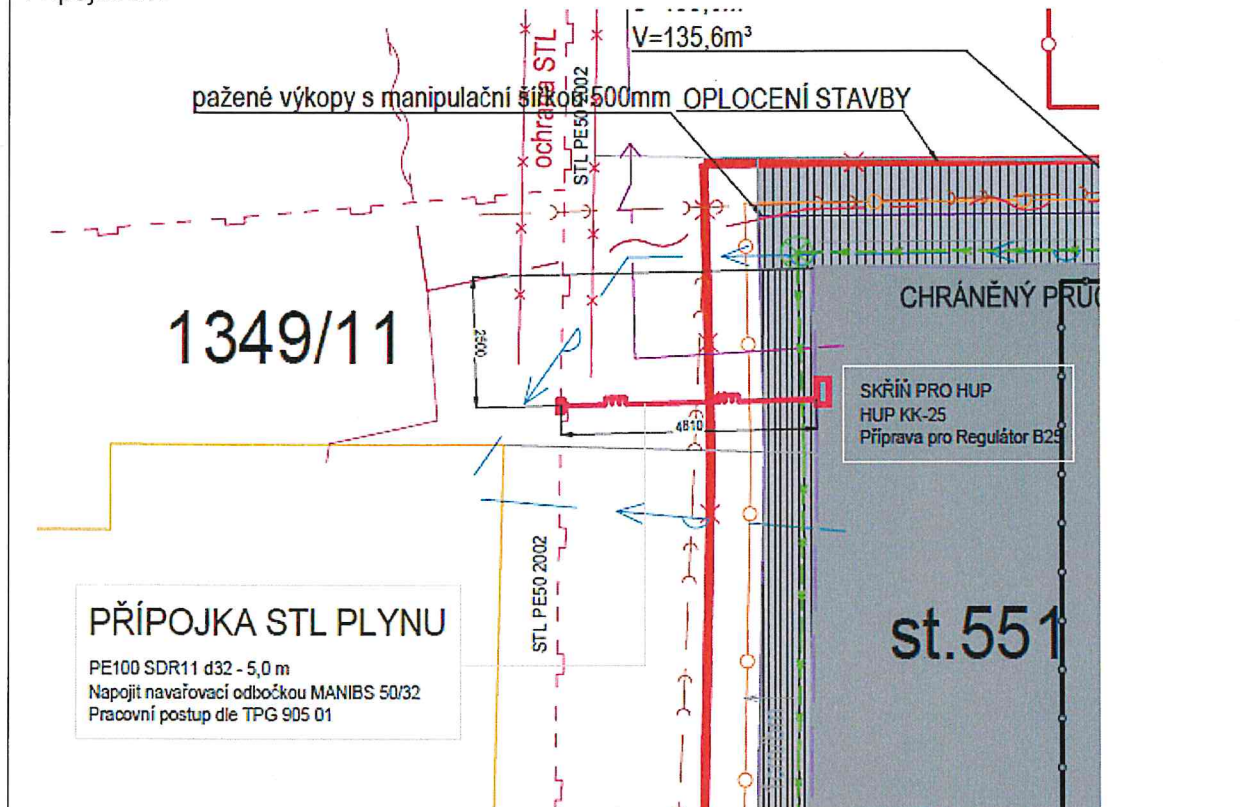 V=135,6m³
pažené výkopy s manipulační šířkou 500mm
OPLOCENÍ STAVBY
ochrana STL
STL PE50 2002
1349/11
2500
CHRÁNĚNÝ
4810
SKŘÍŇ PRO HUP
HUP KK-25
Příprava pro Regulátor B25
STL PE50 2002
PŘÍPOJKA STL PLYNU
PE100 SDR11 d32 - 5,0 m
Napojit navařovací odbočkou MANIBS 50/32
Pracovní postup dle TPG 905 01
st.551